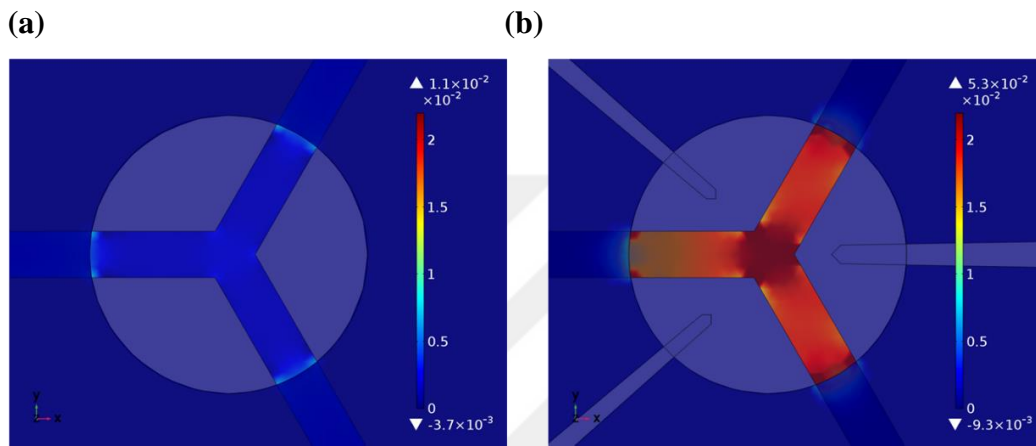 (a)
(b)
▲ 1.1×10⁻²
×10⁻²
2
1.5
1
0.5
0
▼ -3.7×10⁻³
y
z
x
▲ 5.3×10⁻²
×10⁻²
2
1.5
1
0.5
0
▼ -9.3×10⁻³
y
z
x